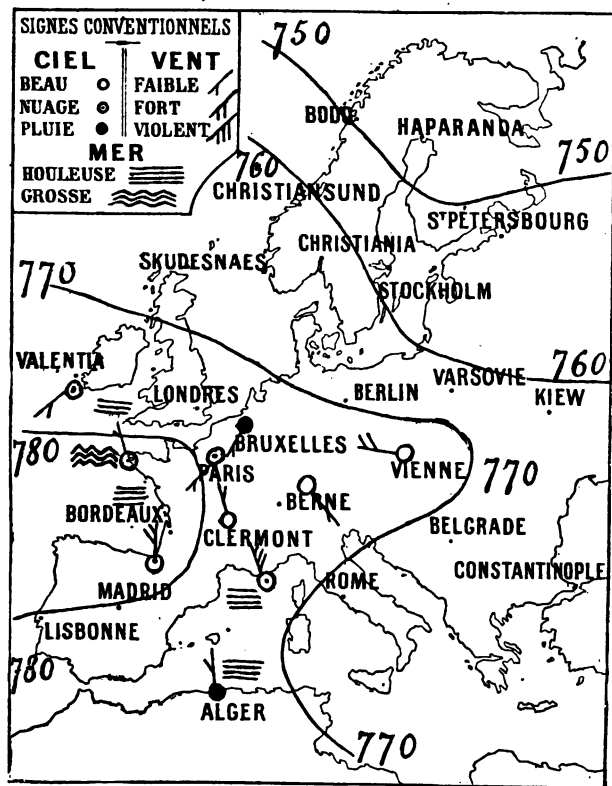 SIGNES CONVENTIONNELS
CIEL VENT
BEAU FAIBLE
NUAGE FORT
PLUIE VIOLENT
MER
HOULEUSE
GROSSE
750
BODO
HAPARANDA
750
760
CHRISTIANSUND
ST PÉTERSBOURG
CHRISTIANIA
SKUDESNAES
770
STOCKHOLM
VALENTIA
LONDRES
BERLIN
VARSOVIE
760
KIEW
780
BRUXELLES
PARIS
VIENNE
770
BERNE
BORDEAUX
CLERMONT
BELGRADE
CONSTANTINOPLE
MADRID
ROME
LISBONNE
780
ALGER
770